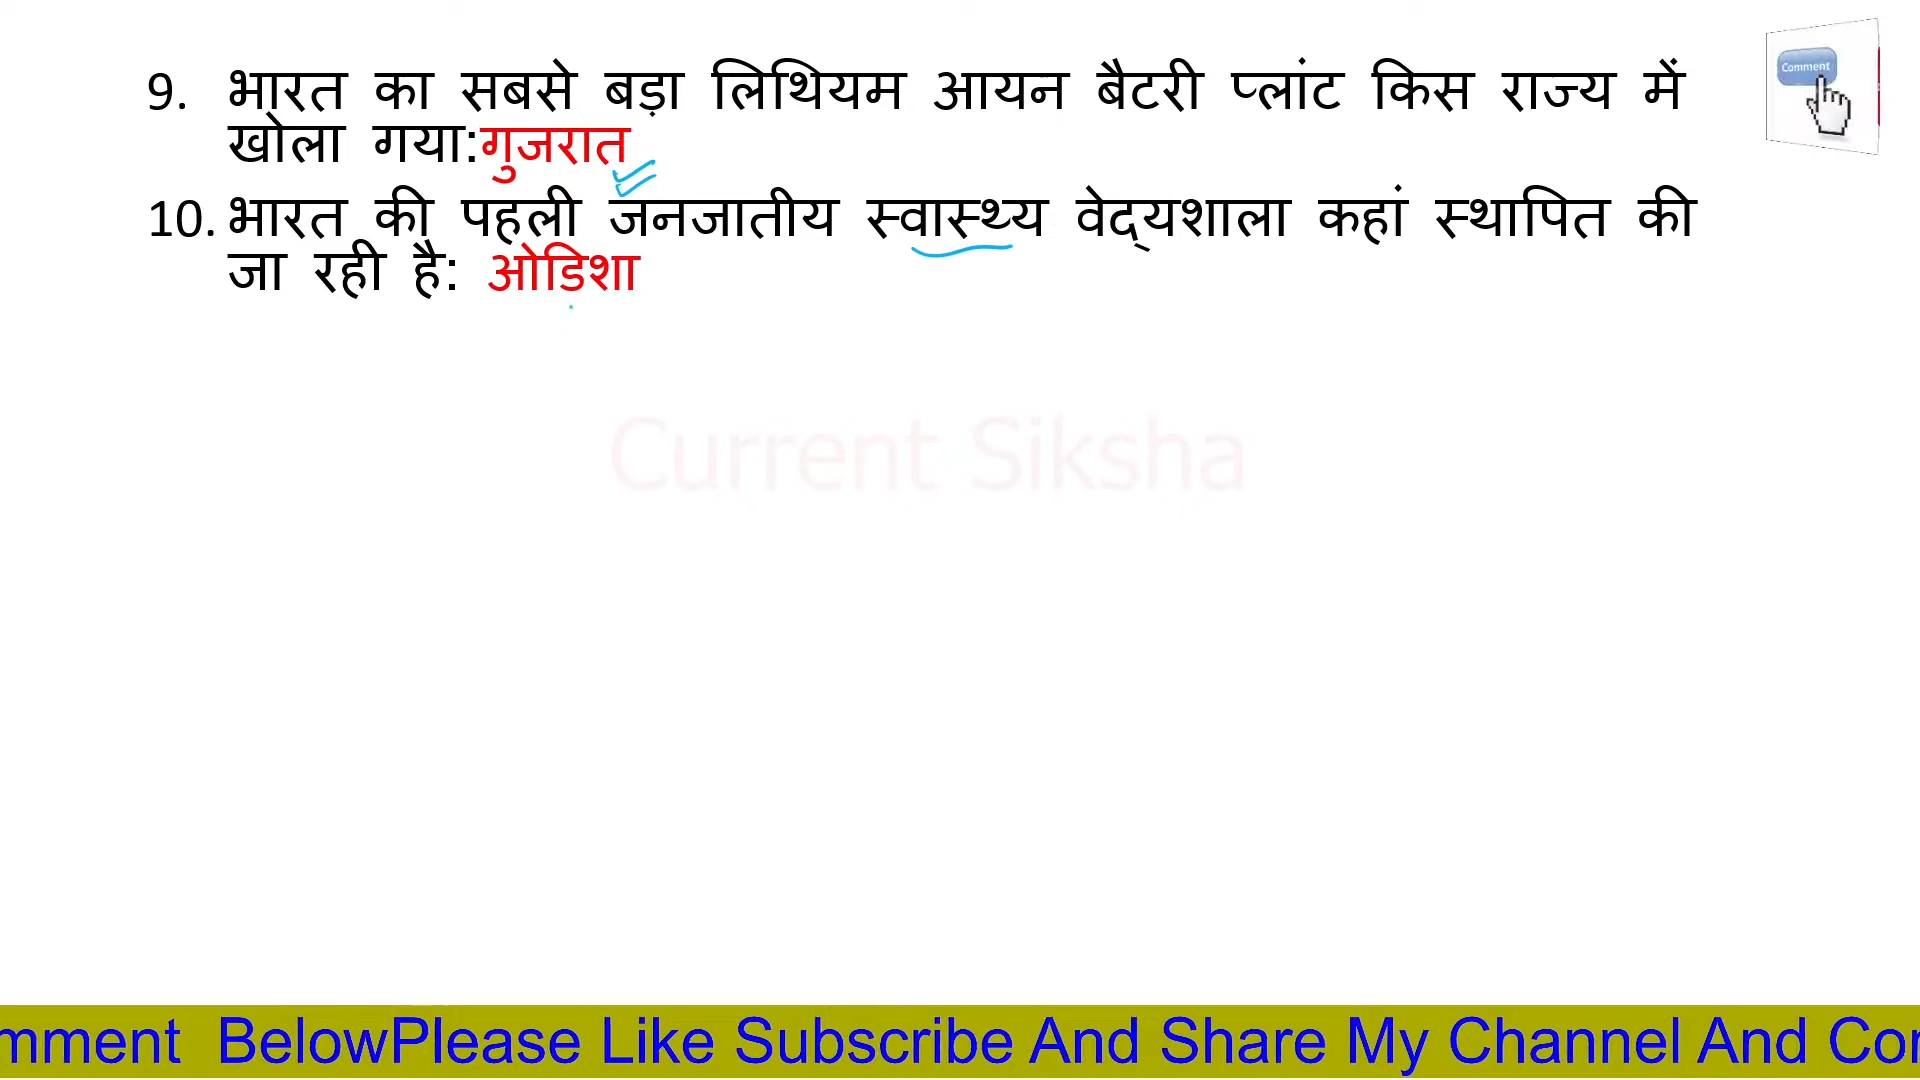 Comment
9. भारत का सबसे बड़ा लिथियम आयन बैटरी प्लांट किस राज्य में
खोला गया:गुजरात
10. भारत की पहली जनजातीय स्वास्थ्य वेद्यशाला कहां स्थापित की
जा रही है: ओडिशा
Current Siksha
mment BelowPlease Like Subscribe And Share My Channel And Cor